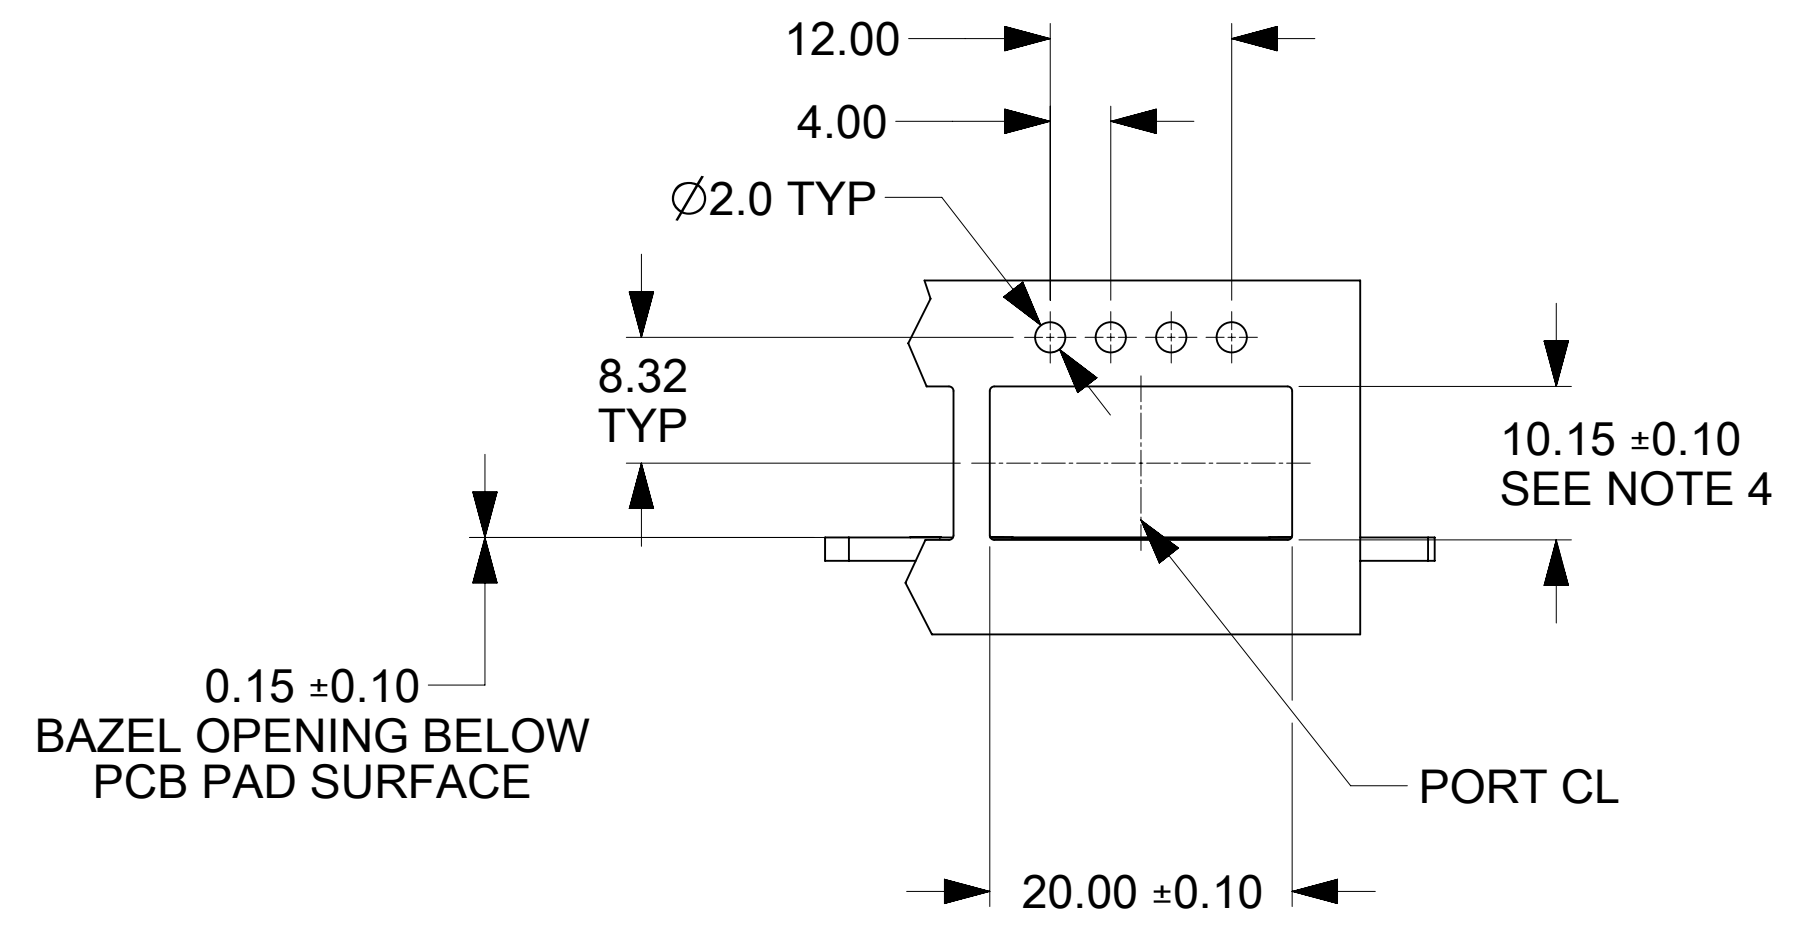 12.00
4.00
∅2.0 TYP
8.32
TYP
10.15 ±0.10
SEE NOTE 4
0.15 ±0.10
BAZEL OPENING BELOW
PCB PAD SURFACE
PORT CL
20.00 ±0.10